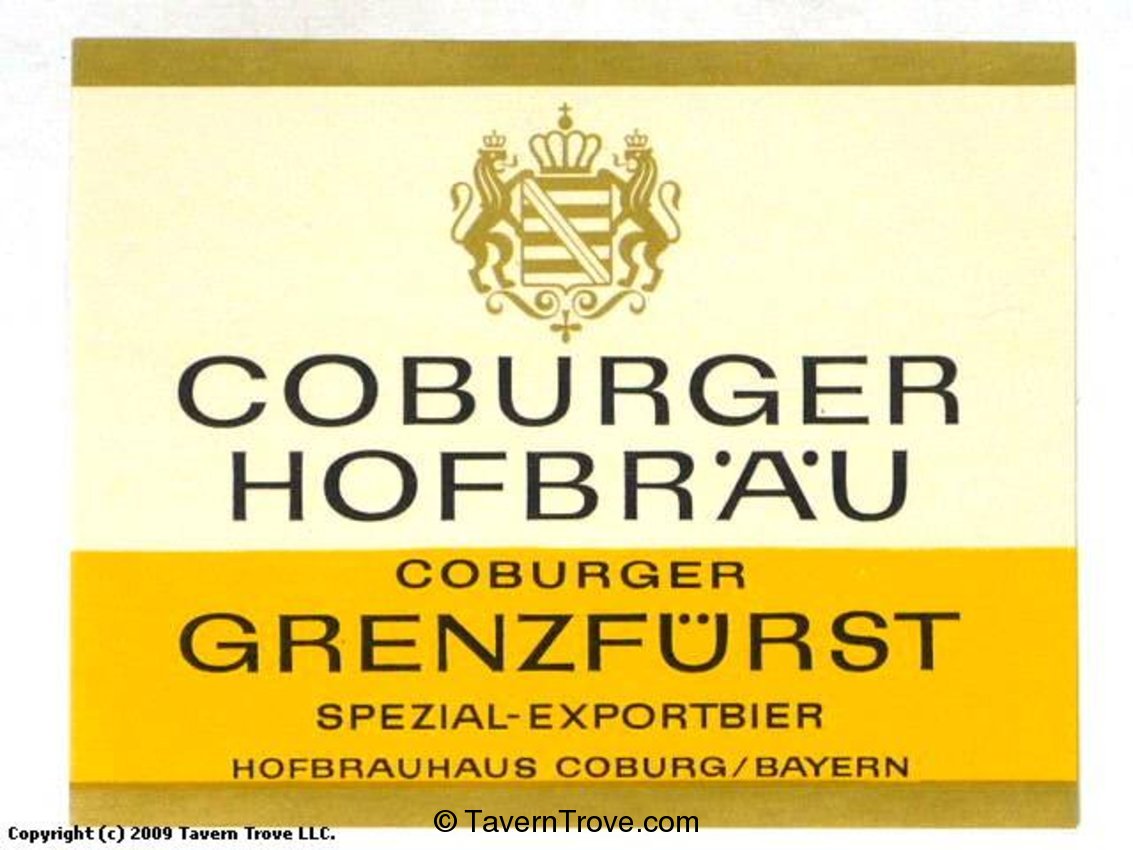 COBURGER
HOFBRÄU
COBURGER
GRENZFÜRST
SPEZIAL-EXPORTBIER
HOFBRAUHAUS COBURG/BAYERN
© TavernTrove.com
Copyright (c) 2009 Tavern Trove LLC.